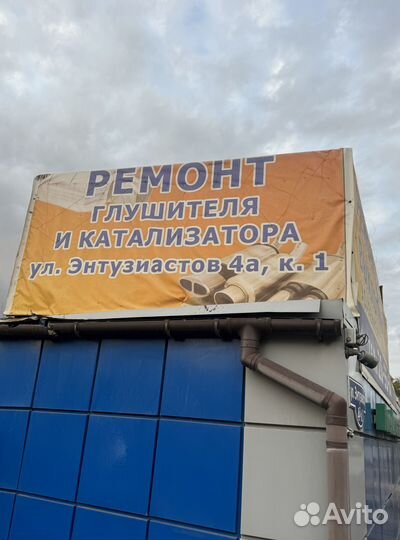 РЕМОНТ
ГЛУШИТЕЛЯ
И КАТАЛИЗАТОРА
ул. Энтузиастов 4а, к. 1
Avito